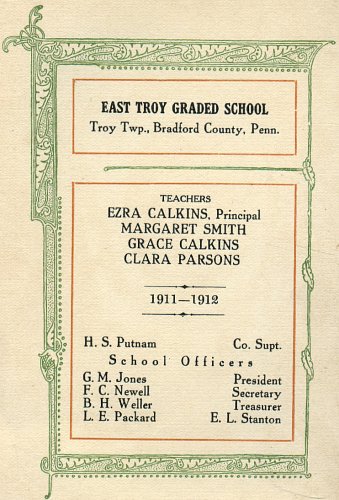 EAST TROY GRADED SCHOOL
Troy Twp., Bradford County, Penn.
TEACHERS
EZRA CALKINS, Principal
MARGARET SMITH
GRACE CALKINS
CLARA PARSONS
1911—1912
H. S. Putnam Co. Supt.
School Officers
G. M. Jones President
F. C. Newell Secretary
B. H. Weller Treasurer
L. E. Packard E. L. Stanton